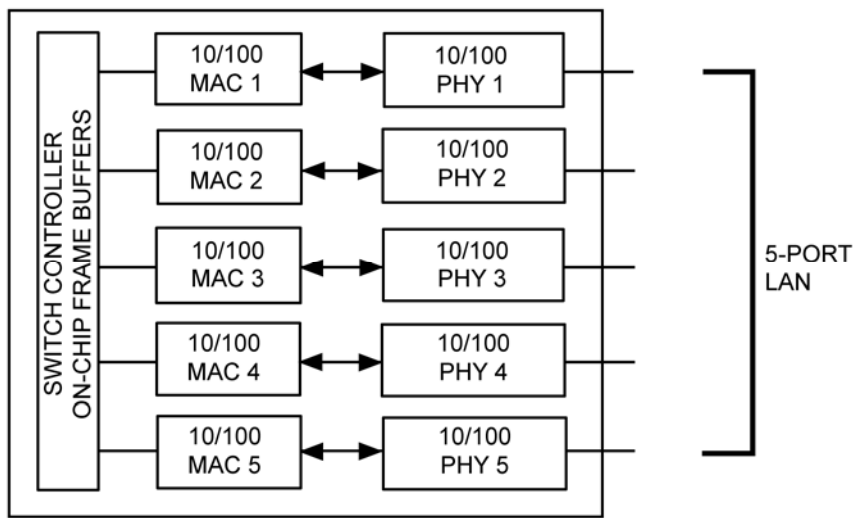 SWITCH CONTROLLER
ON-CHIP FRAME BUFFERS
10/100
MAC 1
10/100
PHY 1
10/100
MAC 2
10/100
PHY 2
10/100
MAC 3
10/100
PHY 3
10/100
MAC 4
10/100
PHY 4
10/100
MAC 5
10/100
PHY 5
5-PORT
LAN